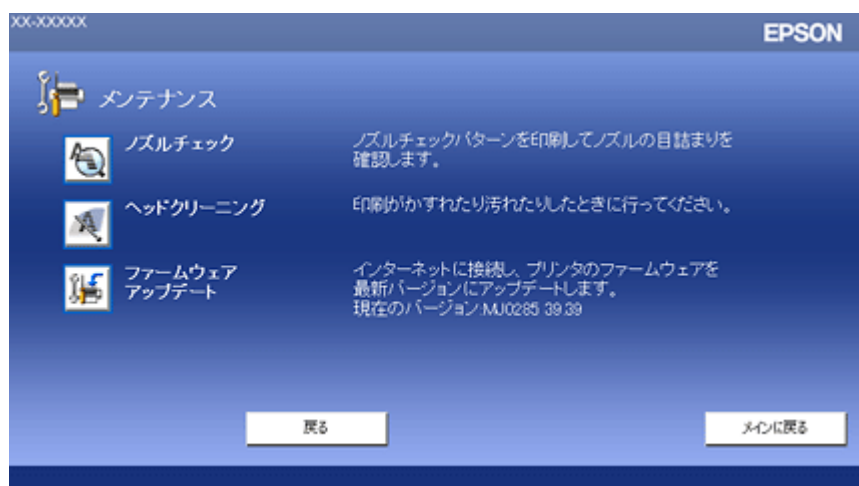 XX-XXXXX
EPSON
メンテナンス
ノズルチェック
ノズルチェックパターンを印刷してノズルの目詰まりを
確認します。
ヘッドクリーニング
印刷がかすれたり汚れたりしたときに行ってください。
ファームウェア
アップデート
インターネットに接続し、プリンタのファームウェアを
最新バージョンにアップデートします。
現在のバージョン:MJ0285 39.39
戻る
メインに戻る